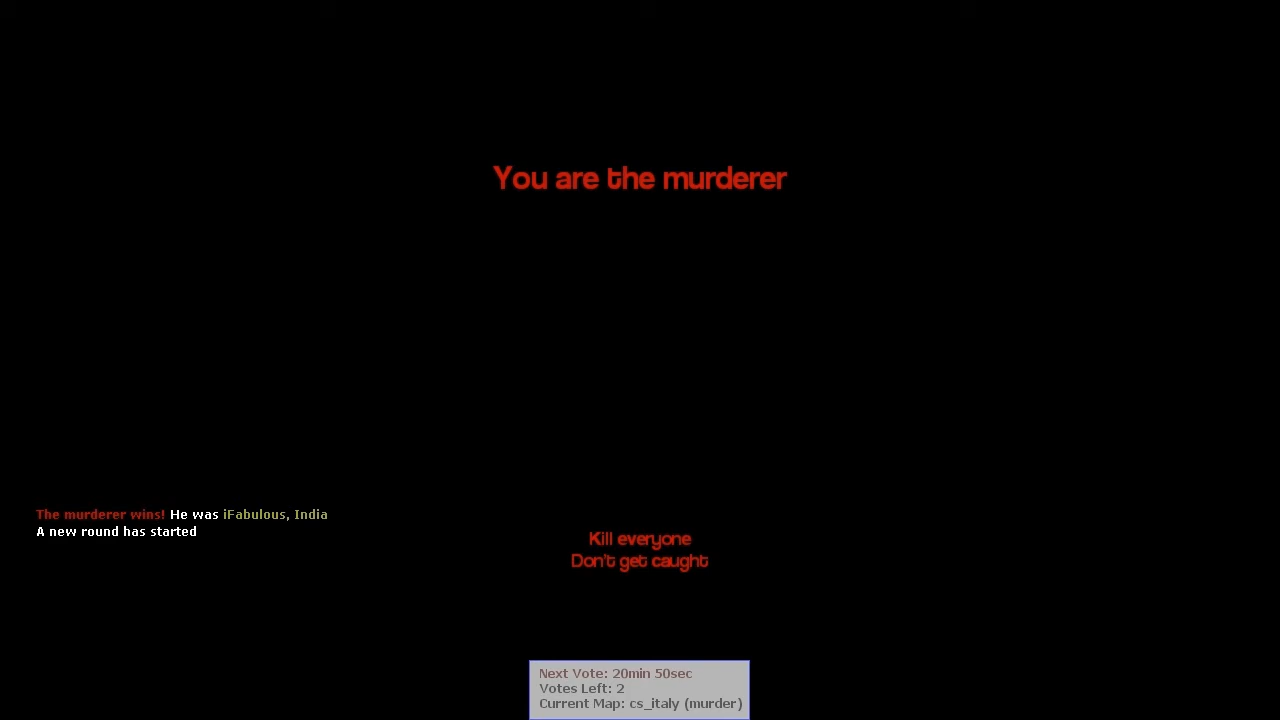 You are the murderer
The murderer wins! He was iFabulous, India
A new round has started
Kill everyone
Don't get caught
Next Vote: 20min 50sec
Votes Left: 2
Current Map: cs_italy (murder)